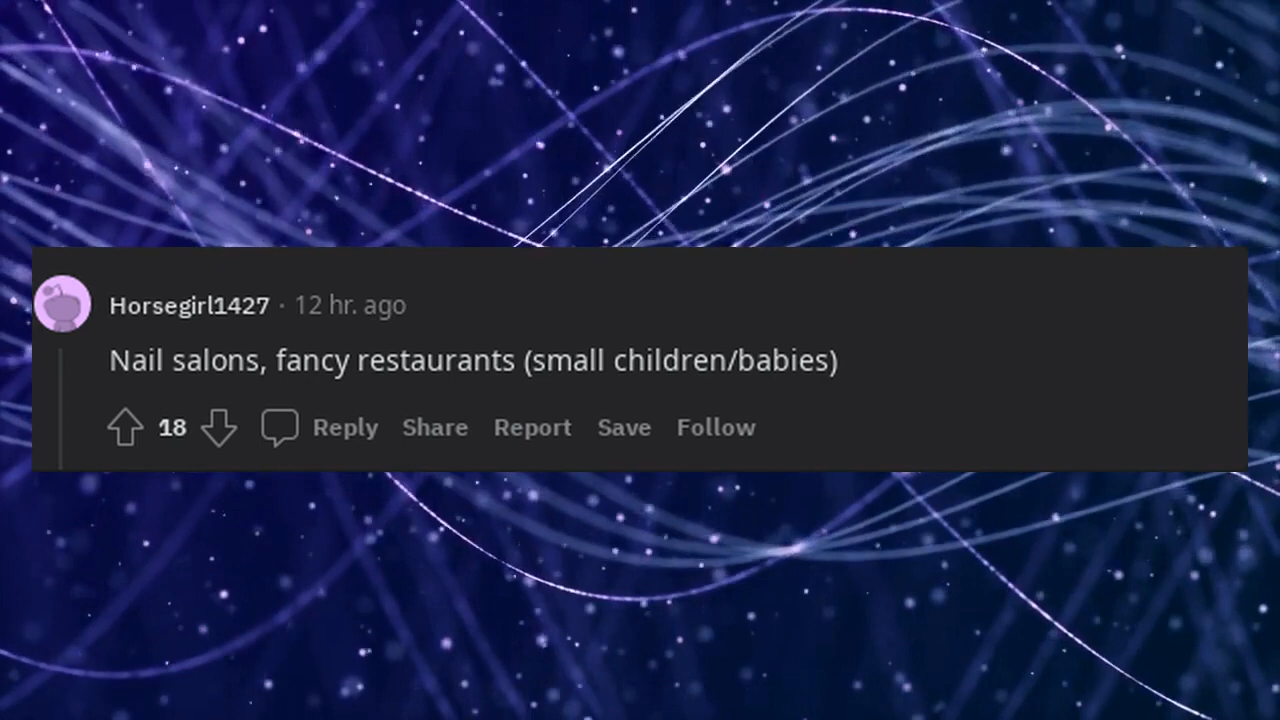 Horsegirl1427 · 12 hr. ago
Nail salons, fancy restaurants (small children/babies)
18 Reply Share Report Save Follow